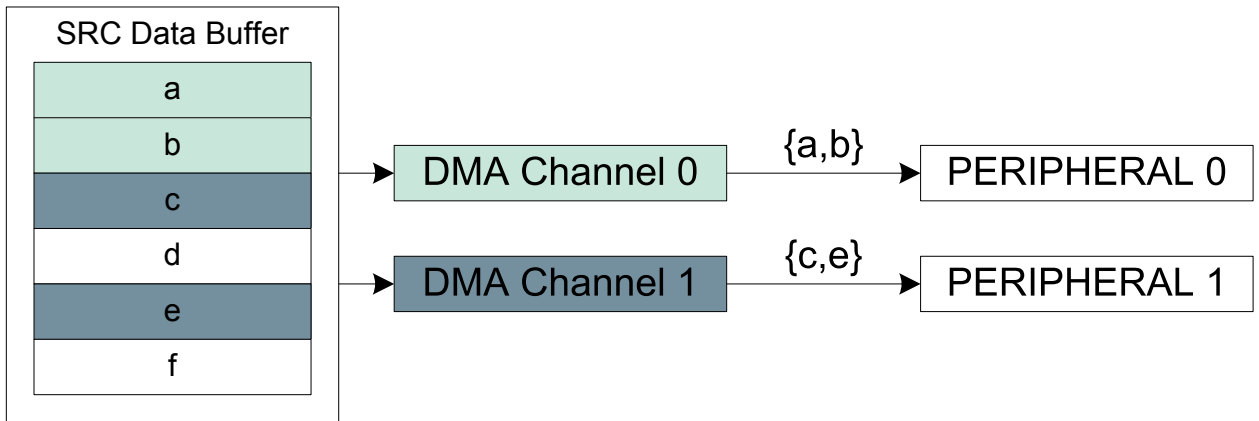 SRC Data Buffer
a
b
c
d
e
f
DMA Channel 0
{a,b}
PERIPHERAL 0
DMA Channel 1
{c,e}
PERIPHERAL 1